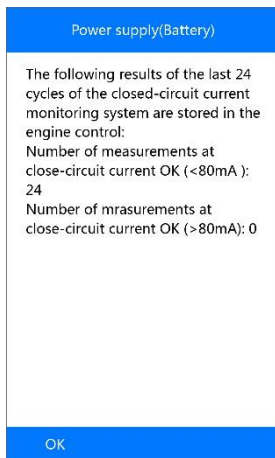 Power supply(Battery)
The following results of the last 24
cycles of the closed-circuit current
monitoring system are stored in the
engine control:
Number of measurements at
close-circuit current OK (<80mA ):
24
Number of mrasurements at
close-circuit current OK (>80mA): 0
OK